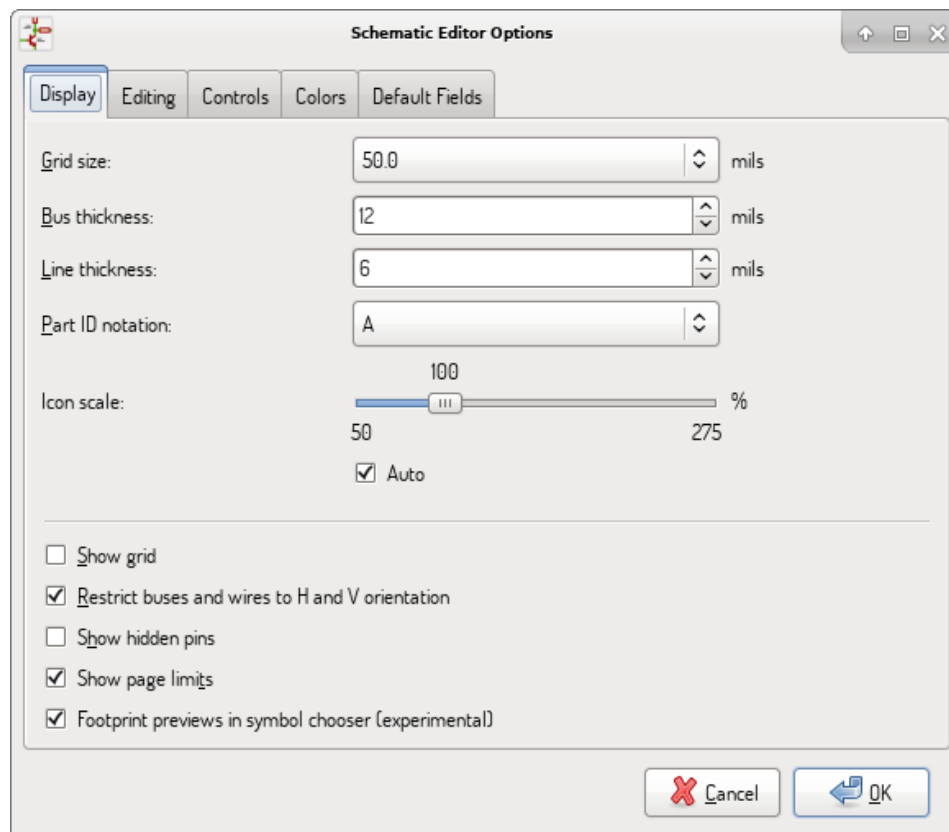 Schematic Editor Options
Display Editing Controls Colors Default Fields
Grid size: 50.0 mils
Bus thickness: 12 mils
Line thickness: 6 mils
Part ID notation: A
100
Icon scale: %
50 275
Auto
Show grid
Restrict buses and wires to H and V orientation
Show hidden pins
Show page limits
Footprint previews in symbol chooser (experimental)
Cancel OK